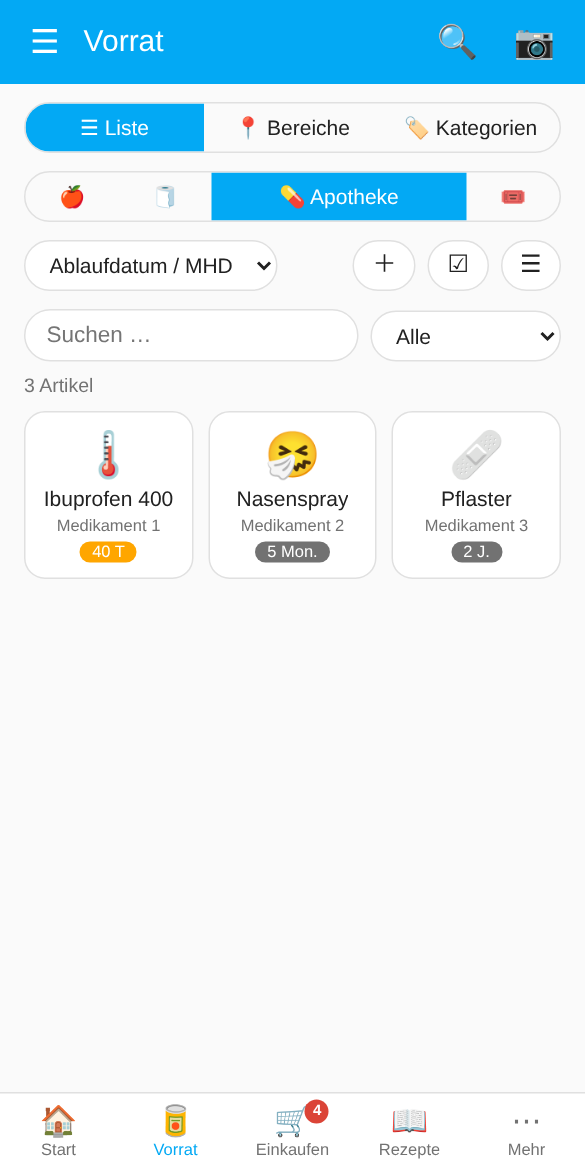 Vorrat
Liste
Bereiche
Kategorien
Apotheke
Ablaufdatum / MHD
Suchen …
Alle
3 Artikel
Ibuprofen 400
Medikament 1
40 T
Nasenspray
Medikament 2
5 Mon.
Pflaster
Medikament 3
2 J.
Start
Vorrat
4
Einkaufen
Rezepte
Mehr